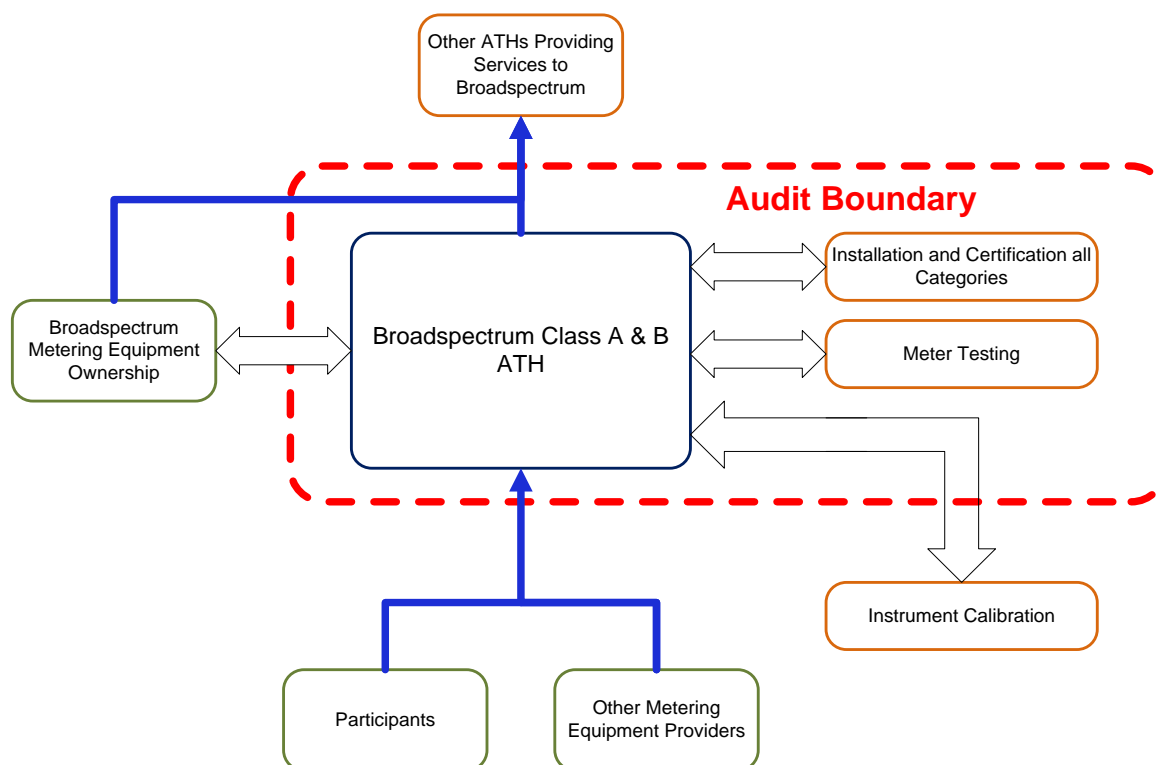 Other ATHs Providing
Services to
Broadspectrum
Audit Boundary
Installation and Certification all
Categories
Broadspectrum
Metering Equipment
Ownership
Broadspectrum Class A & B
ATH
Meter Testing
Instrument Calibration
Participants
Other Metering
Equipment Providers